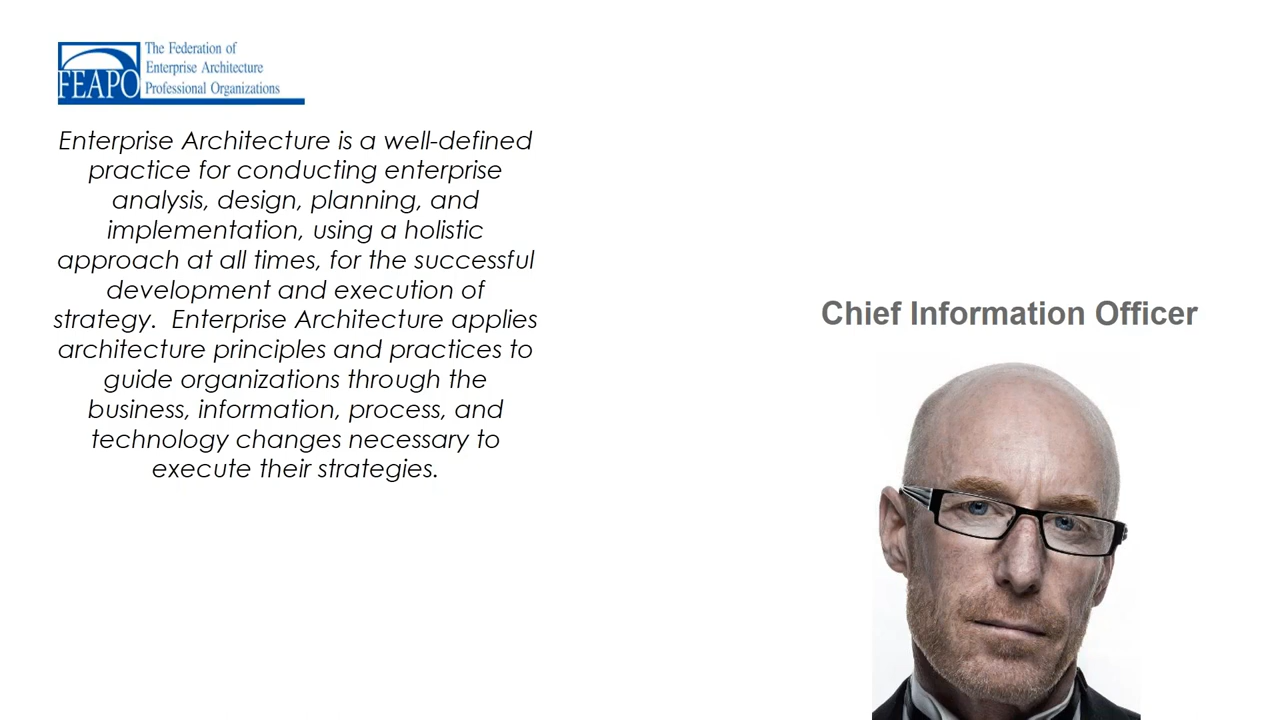 The Federation of
Enterprise Architecture
Professional Organizations
FEAPO
Enterprise Architecture is a well-defined
practice for conducting enterprise
analysis, design, planning, and
implementation, using a holistic
approach at all times, for the successful
development and execution of
strategy.  Enterprise Architecture applies
architecture principles and practices to
guide organizations through the
business, information, process, and
technology changes necessary to
execute their strategies.
Chief Information Officer